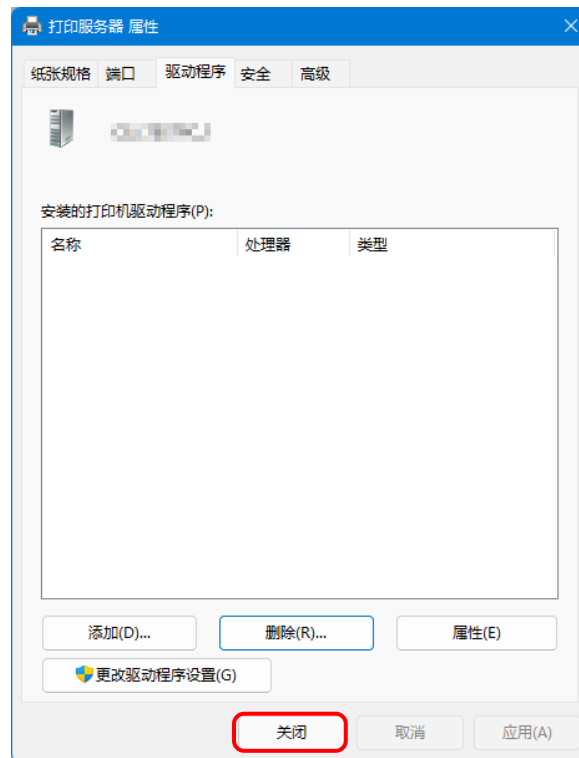 打印服务器 属性
纸张规格 端口 驱动程序 安全 高级
安装的打印机驱动程序(P):
名称 处理器 类型
添加(D)... 删除(R)... 属性(E)
更改驱动程序设置(G)
关闭 取消 应用(A)